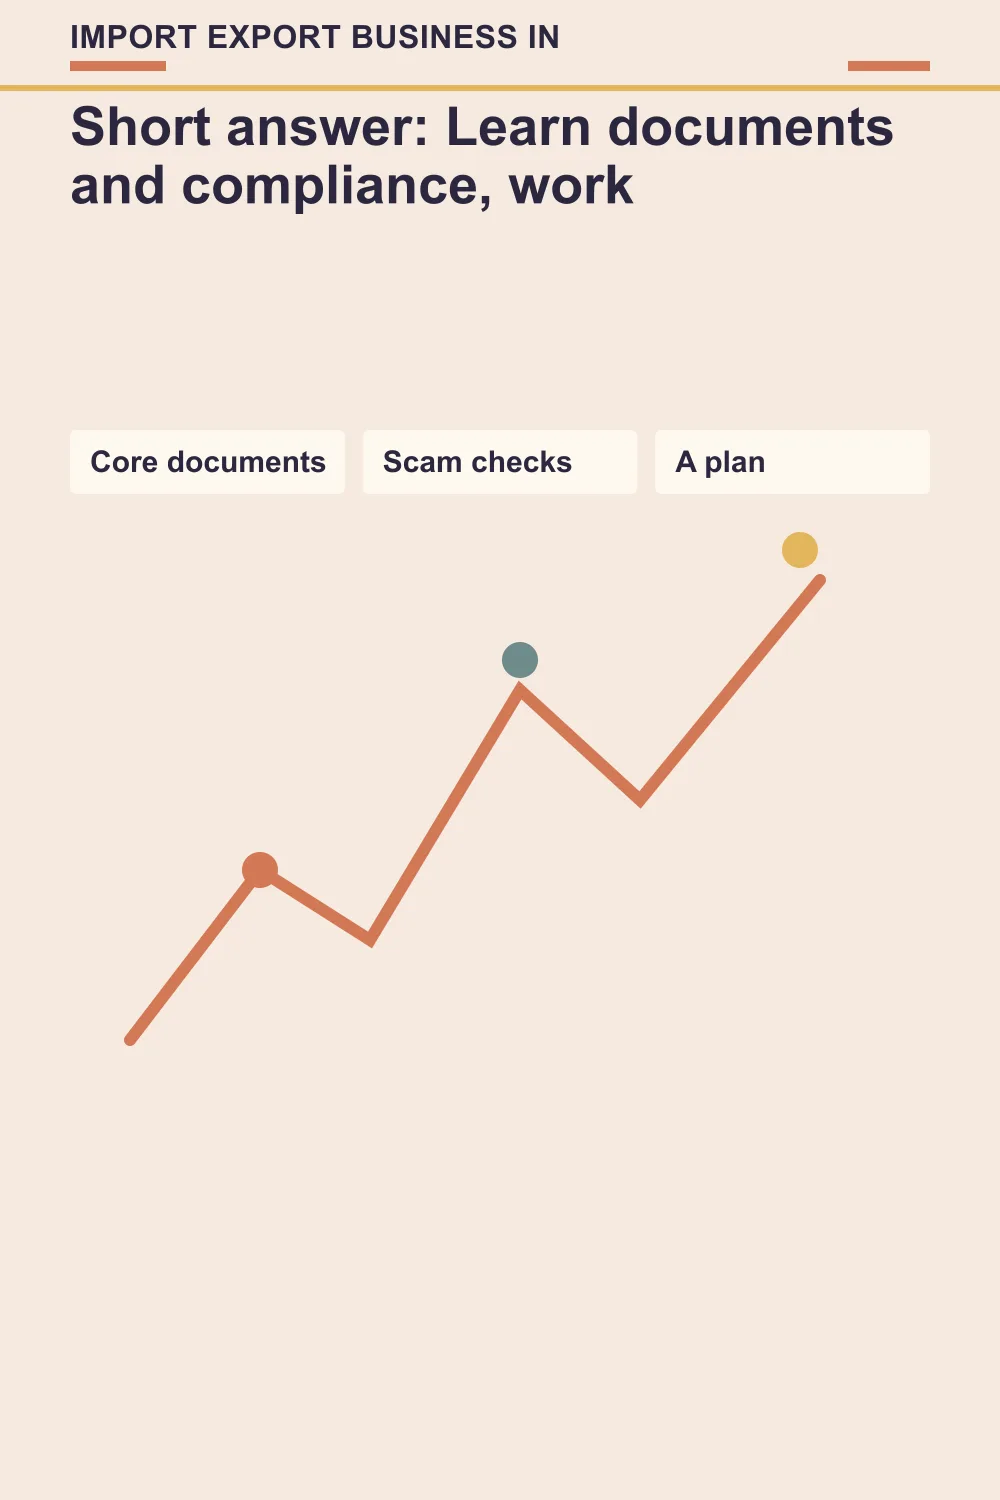 IMPORT EXPORT BUSINESS IN
Short answer: Learn documents
and compliance, work
Core documents
Scam checks
A plan